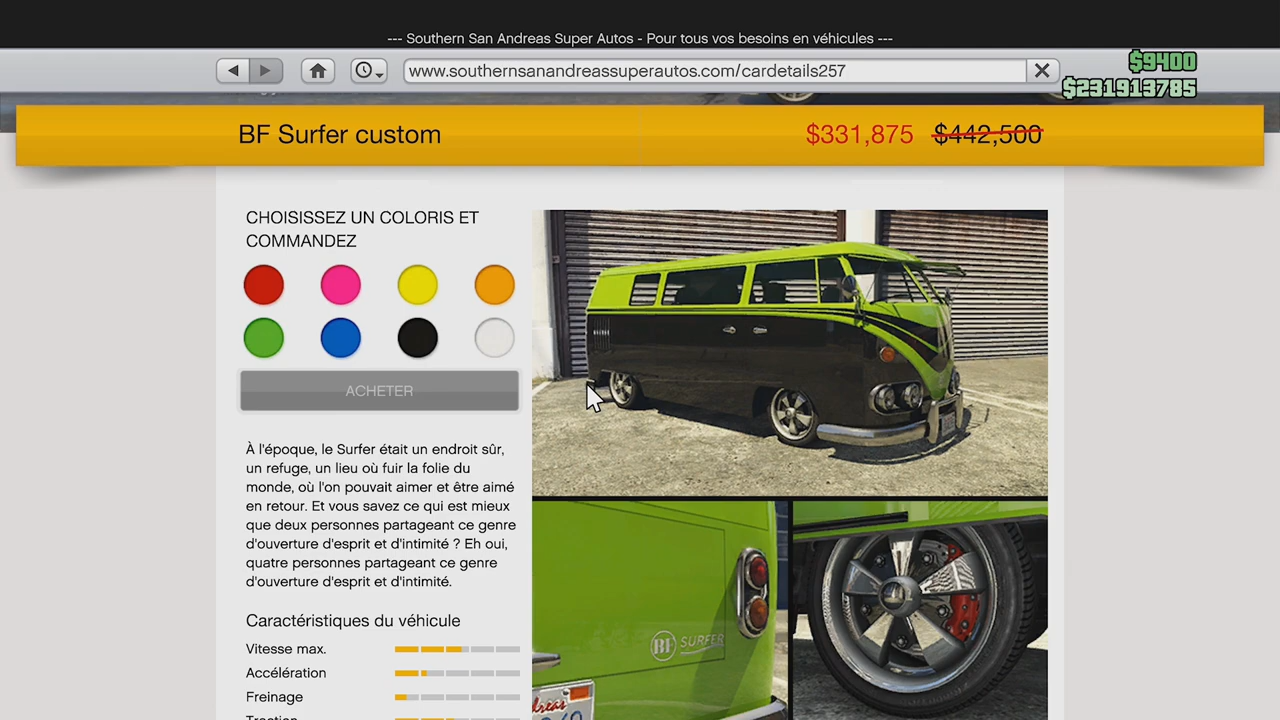 --- Southern San Andreas Super Autos - Pour tous vos besoins en véhicules ---
www.southernsanandreassuperautos.com/cardetails257
$9400
$231913785
BF Surfer custom
$331,875 $442,500
CHOISISSEZ UN COLORIS ET
COMMANDEZ
ACHETER
À l'époque, le Surfer était un endroit sûr,
un refuge, un lieu où fuir la folie du
monde, où l'on pouvait aimer et être aimé
en retour. Et vous savez ce qui est mieux
que deux personnes partageant ce genre
d'ouverture d'esprit et d'intimité ? Eh oui,
quatre personnes partageant ce genre
d'ouverture d'esprit et d'intimité.
Caractéristiques du véhicule
Vitesse max.
Accélération
Freinage
BF SURFER